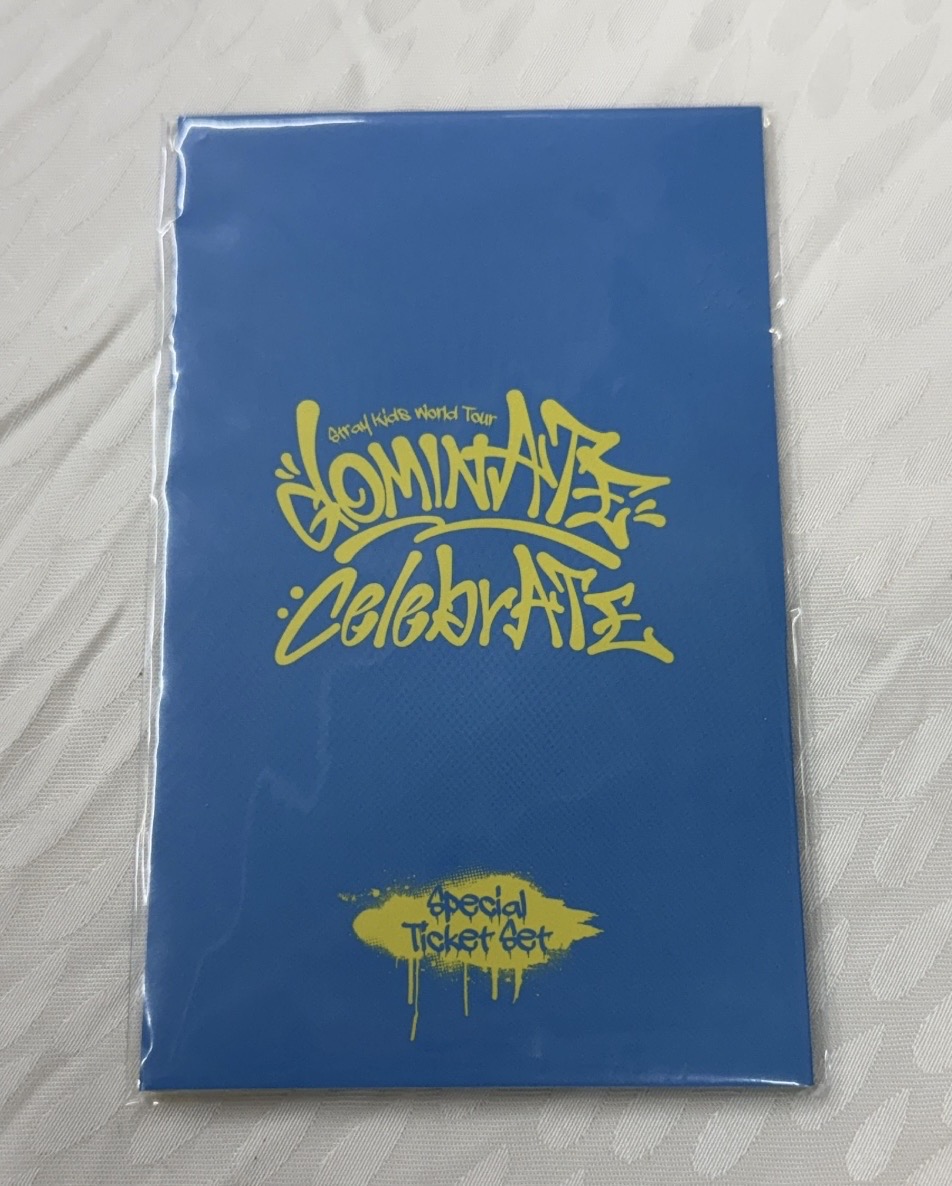 Stray Kids World Tour
dominATE
CelebrATE
Special
Ticket Set